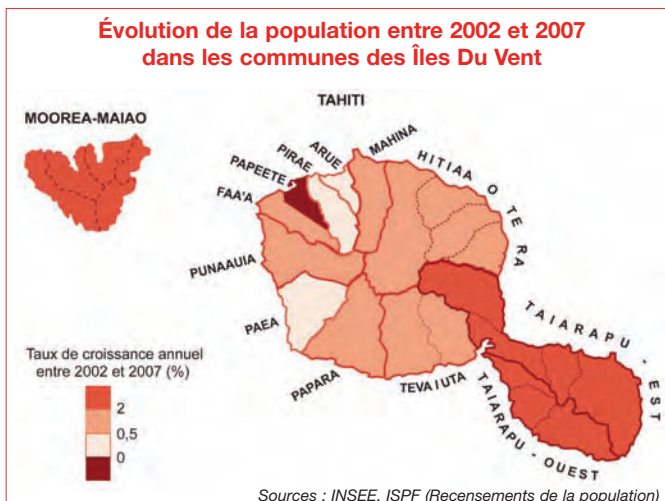 Évolution de la population entre 2002 et 2007
dans les communes des Îles Du Vent
TAHITI
MOOREA-MAIAO
MAHINA
ARUE
PIRAE
PAPEETE
FAA'A
HITIAA O TE RA
PUNAAUIA
PAEA
PAPARA
TEVA I UTA
TAIARAPU - EST
TAIARAPU - OUEST
Taux de croissance annuel
entre 2002 et 2007 (%)
2
0,5
0
Sources : INSEE, ISPF (Recensements de la population)